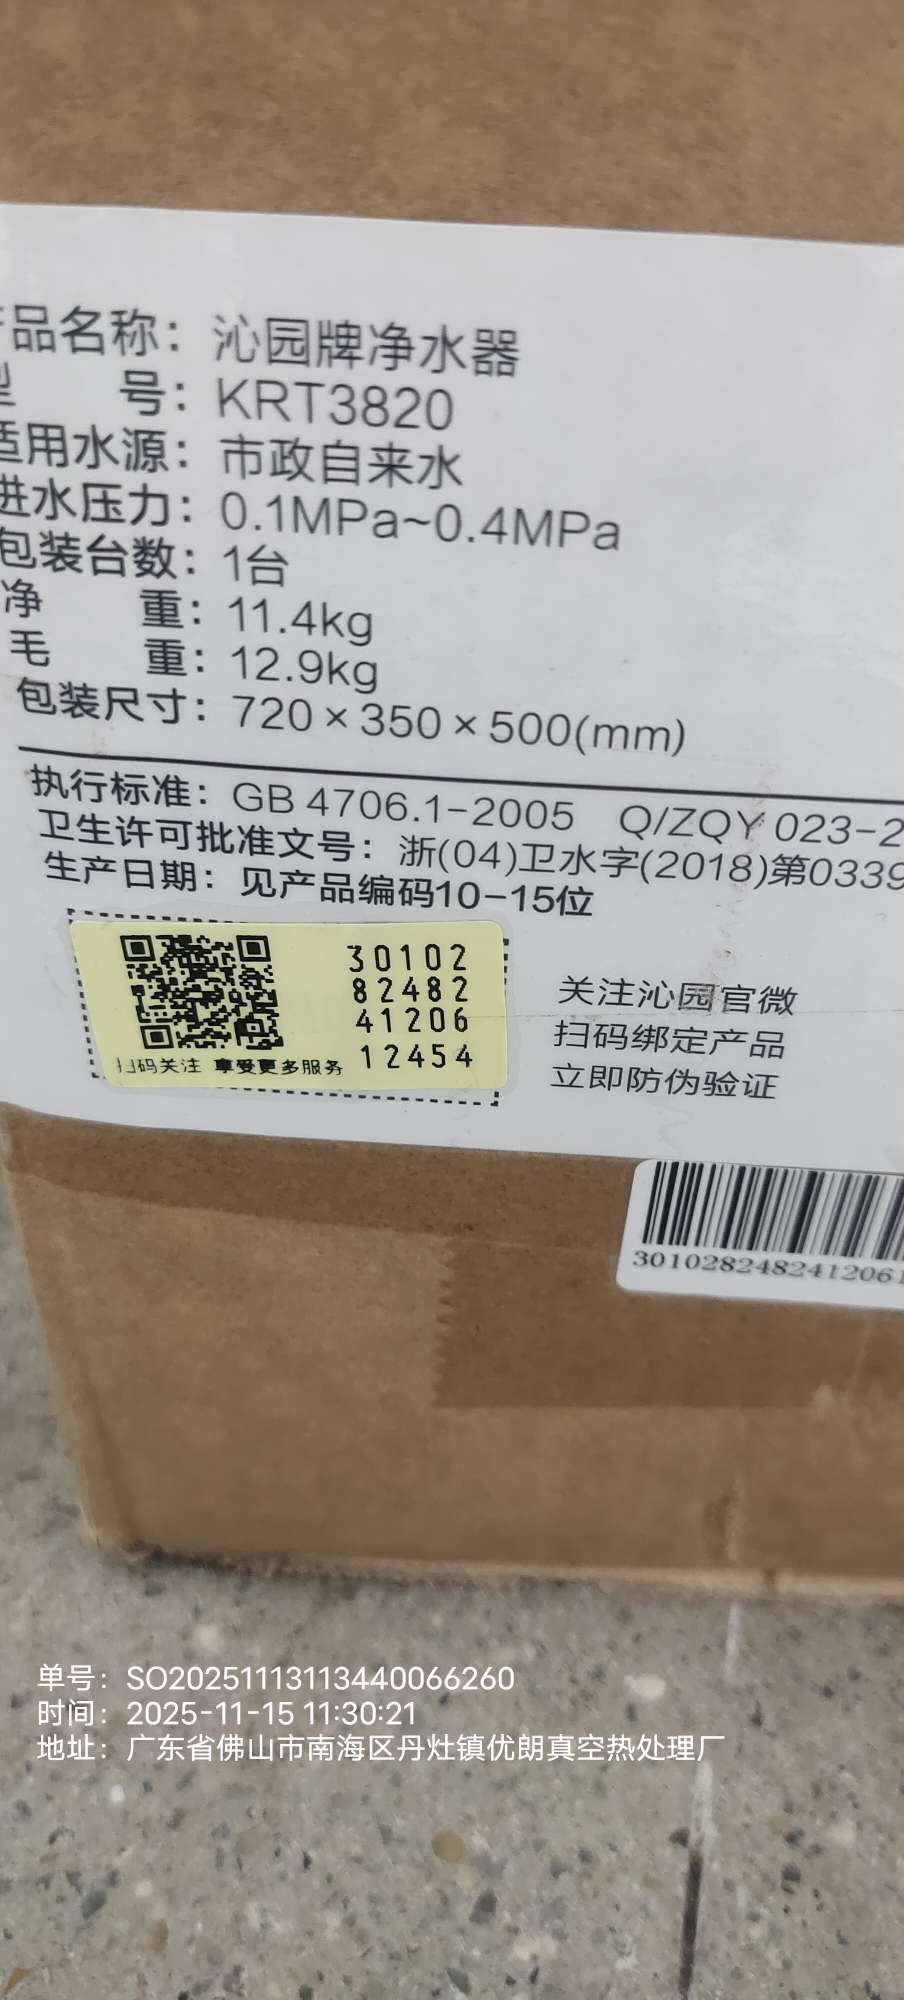 品名称：沁园牌净水器
型 号：KRT3820
适用水源：市政自来水
进水压力：0.1MPa~0.4MPa
包装台数：1台
净 重：11.4kg
毛 重：12.9kg
包装尺寸：720×350×500(mm)
执行标准：GB 4706.1-2005 Q/ZQY 023-2
卫生许可批准文号：浙(04)卫水字(2018)第0339
生产日期：见产品编码10-15位
30102
82482
41206
12454
扫码关注 享受更多服务
关注沁园官微
扫码绑定产品
立即防伪验证
3010282482412061
单号：SO20251113113440066260
时间：2025-11-15 11:30:21
地址：广东省佛山市南海区丹灶镇优朗真空热处理厂